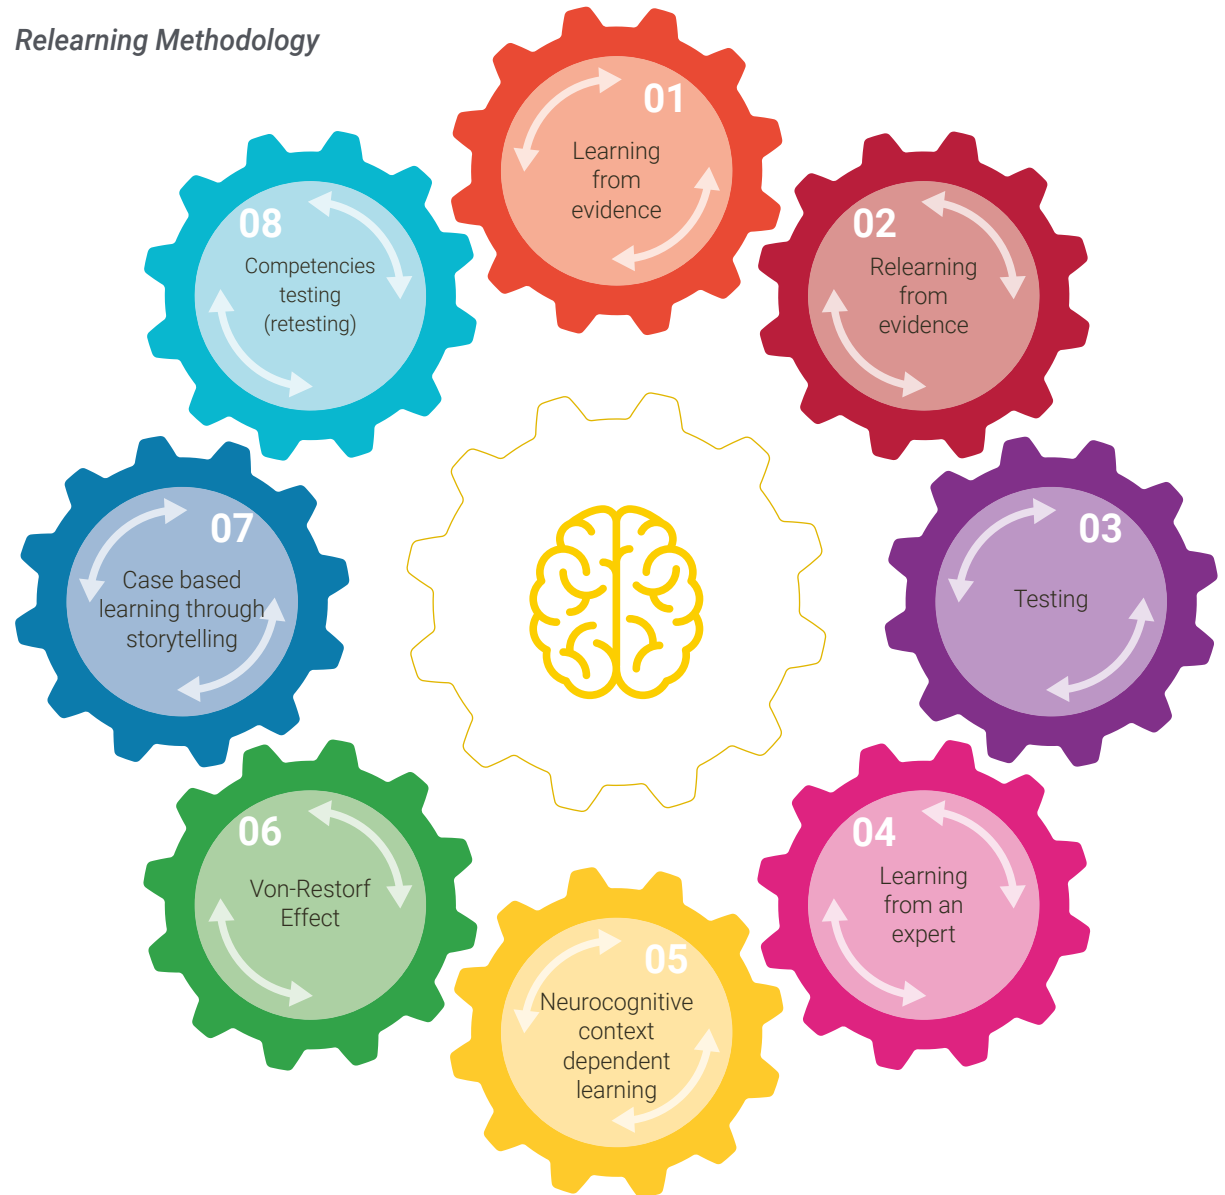 Relearning Methodology
01
Learning
from
evidence
02
Relearning
from
evidence
03
Testing
04
Learning
from an
expert
05
Neurocognitive
context
dependent
learning
06
Von-Restorf
Effect
07
Case based
learning through
storytelling
08
Competencies
testing
(retesting)